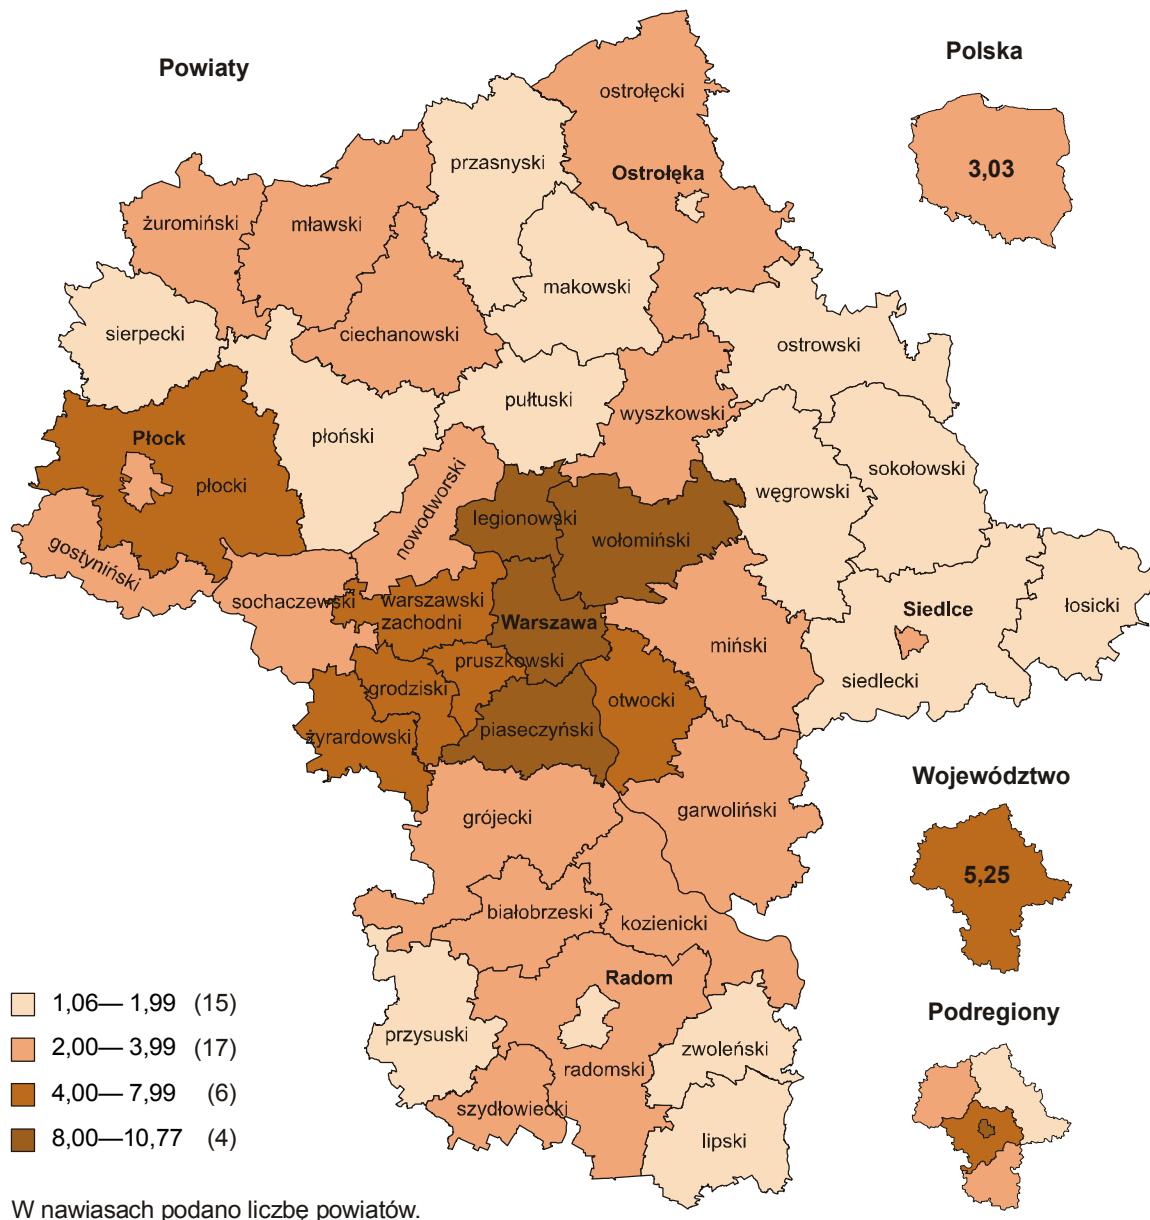 Powiaty
Polska
ostrołęcki
przasnyski
Ostrołęka
3,03
żuromiński
mławski
makowski
sierpecki
ciechanowski
ostrowski
pułtuski
wyszkowski
Płock
płoński
sokołowski
płocki
węgrowski
nowodworski
legionowski
wołomiński
gostyniński
sochaczewski
warszawski
zachodni
Warszawa
Siedlce
łosicki
miński
pruszkowski
siedlecki
grodziski
otwocki
żyrardowski
piaseczyński
Województwo
garwoliński
grójecki
5,25
białobrzeski
kozienicki
Radom
1,06— 1,99 (15)
Podregiony
przysuski
zwoleński
2,00— 3,99 (17)
radomski
4,00— 7,99 (6)
szydłowiecki
8,00—10,77 (4)
lipski
W nawiasach podano liczbę powiatów.